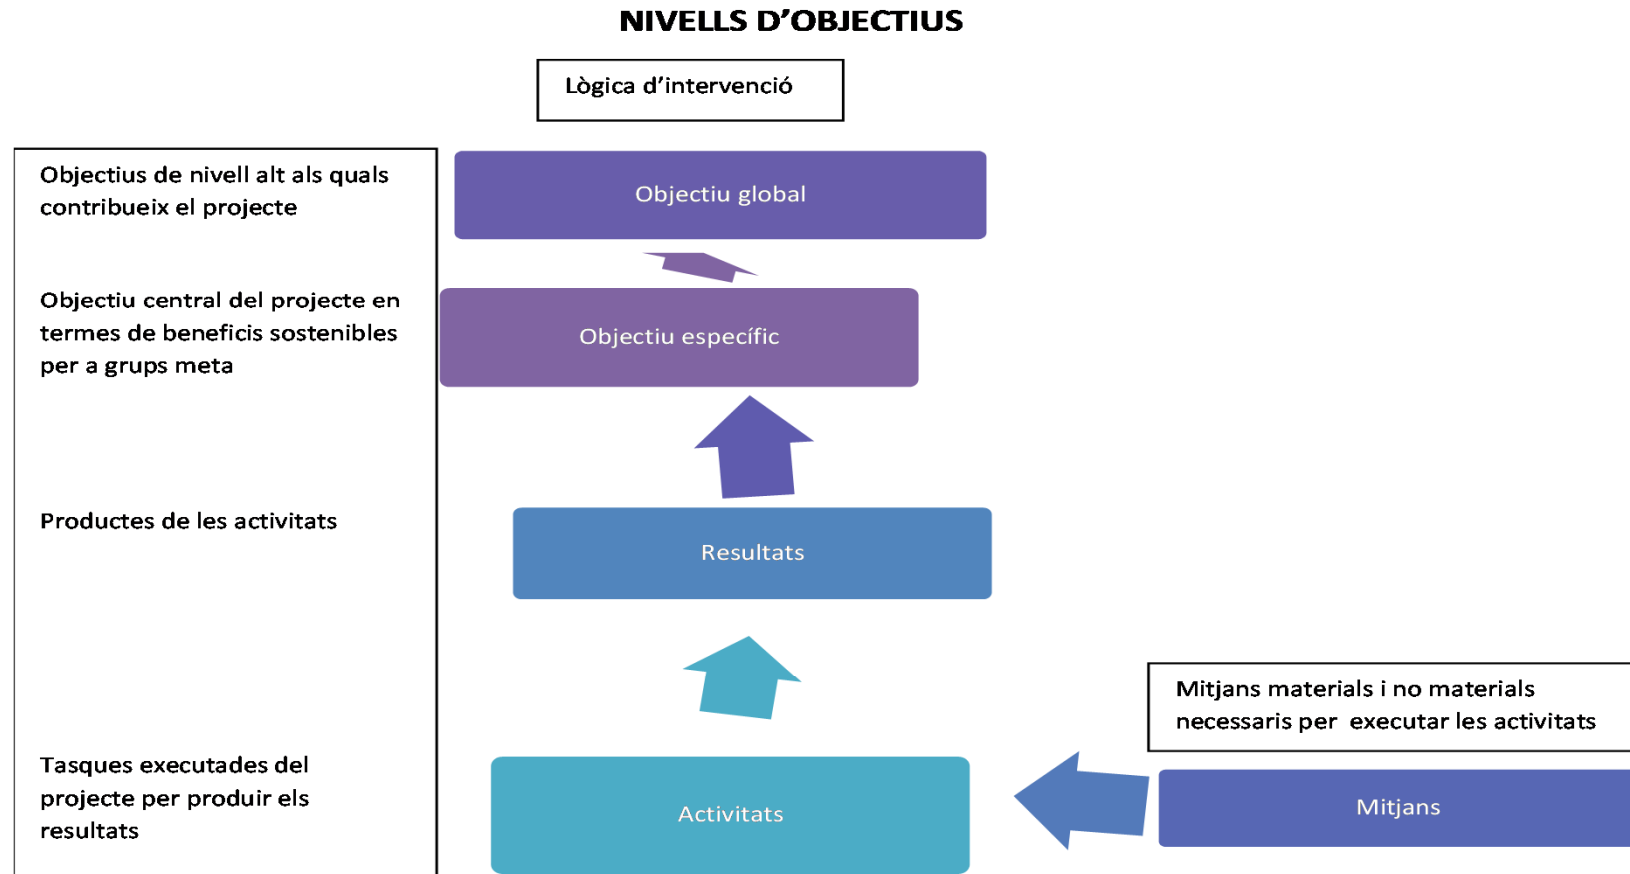 NIVELLS D’OBJECTIUS
Lògica d’intervenció
Objectius de nivell alt als quals
contribueix el projecte
Objectiu global
Objectiu central del projecte en
termes de beneficis sostenibles
per a grups meta
Objectiu específic
Productes de les activitats
Resultats
Mitjans materials i no materials
necessaris per executar les activitats
Tasques executades del
projecte per produir els
resultats
Activitats
Mitjans